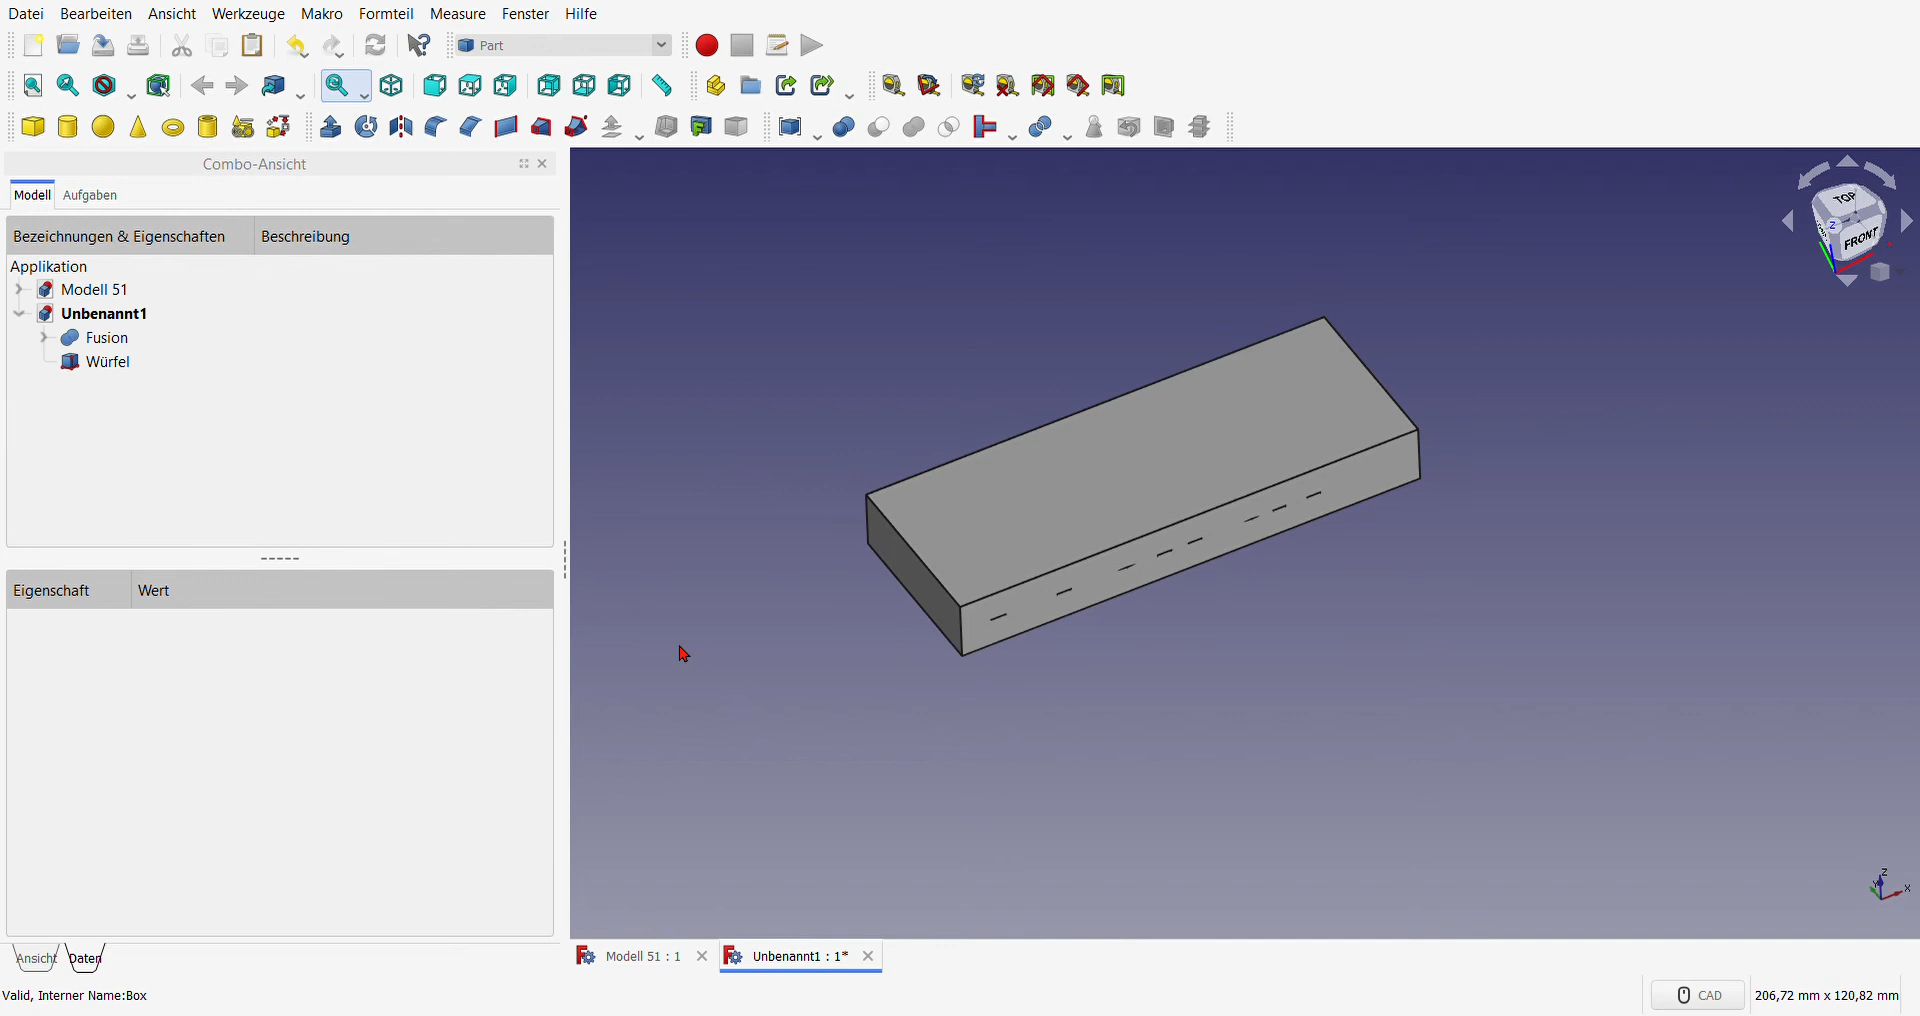 Datei Bearbeiten Ansicht Werkzeuge Makro Formteil Measure Fenster Hilfe
Part
Combo-Ansicht
Modell Aufgaben
Bezeichnungen & Eigenschaften Beschreibung
Applikation
Modell 51
Unbenannt1
Fusion
Würfel
Eigenschaft Wert
TOP
FRONT
Z
Z
Y
X
Ansicht Daten
Modell 51 : 1 Unbenannt1 : 1*
Valid, Interner Name:Box
CAD 206,72 mm x 120,82 mm